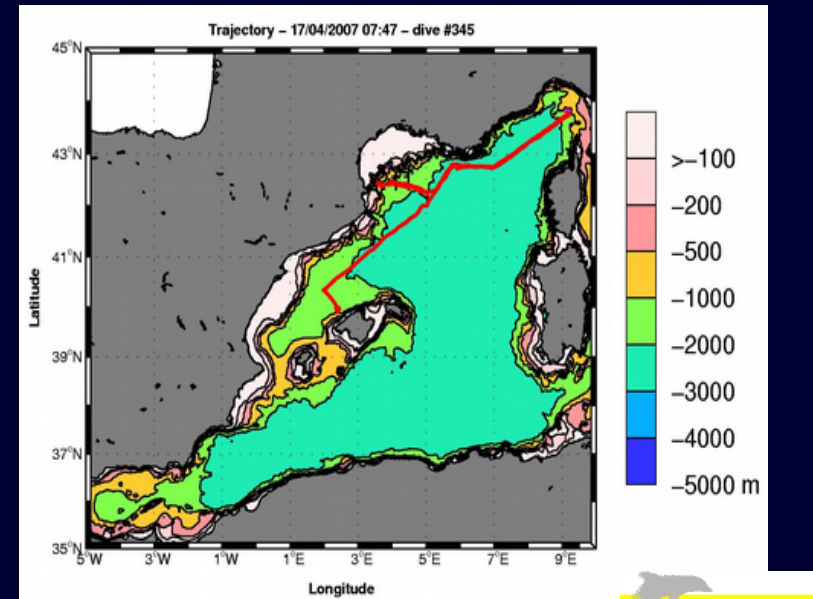 Trajectory – 17/04/2007 07:47 – dive #345
45°N
43°N
41°N
39°N
37°N
35°N
Latitude
5°W 3°W 1°W 1°E 3°E 5°E 7°E 9°E
Longitude
>–100
–200
–500
–1000
–2000
–3000
–4000
–5000 m